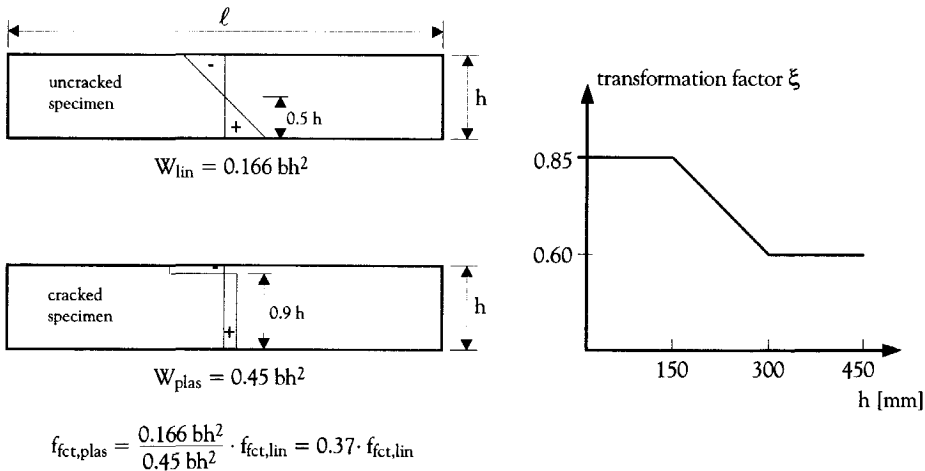 ℓ
uncracked
specimen
-
+
0.5 h
h
W_lin = 0.166 bh²
cracked
specimen
-
+
0.9 h
h
W_plas = 0.45 bh²
f_fct,plas = 0.166 bh² / 0.45 bh² · f_fct,lin = 0.37 · f_fct,lin
transformation factor ξ
0.85
0.60
150 300 450
h [mm]